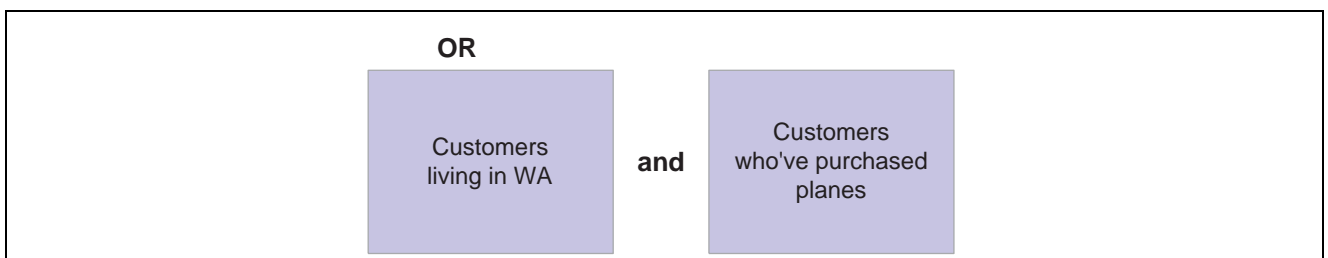 OR
Customers
living in WA
and
Customers
who've purchased
planes